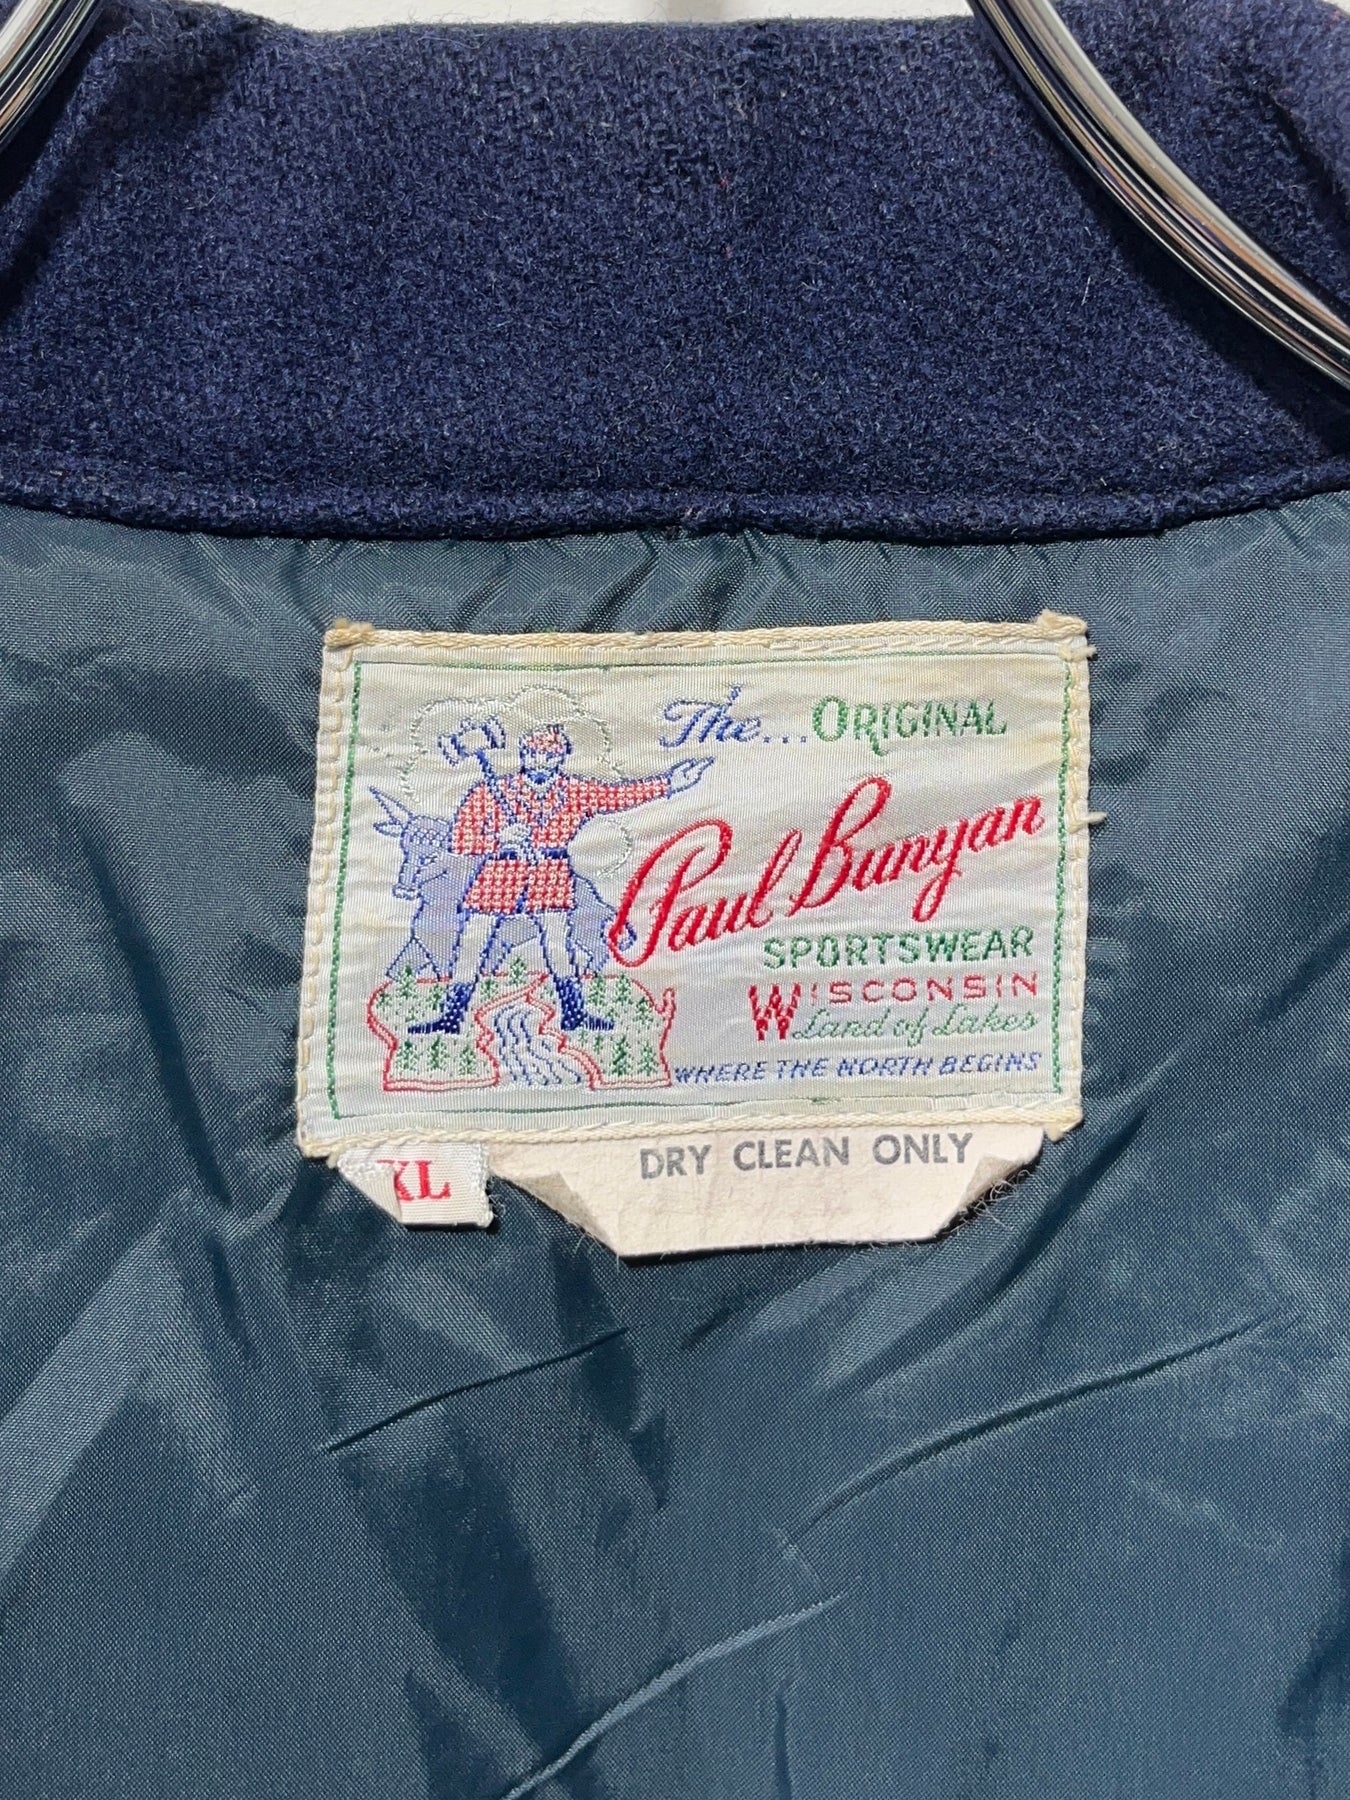 The...ORIGINAL
Paul Bunyan
SPORTSWEAR
WISCONSIN
Land of Lakes
WHERE THE NORTH BEGINS
XL
DRY CLEAN ONLY